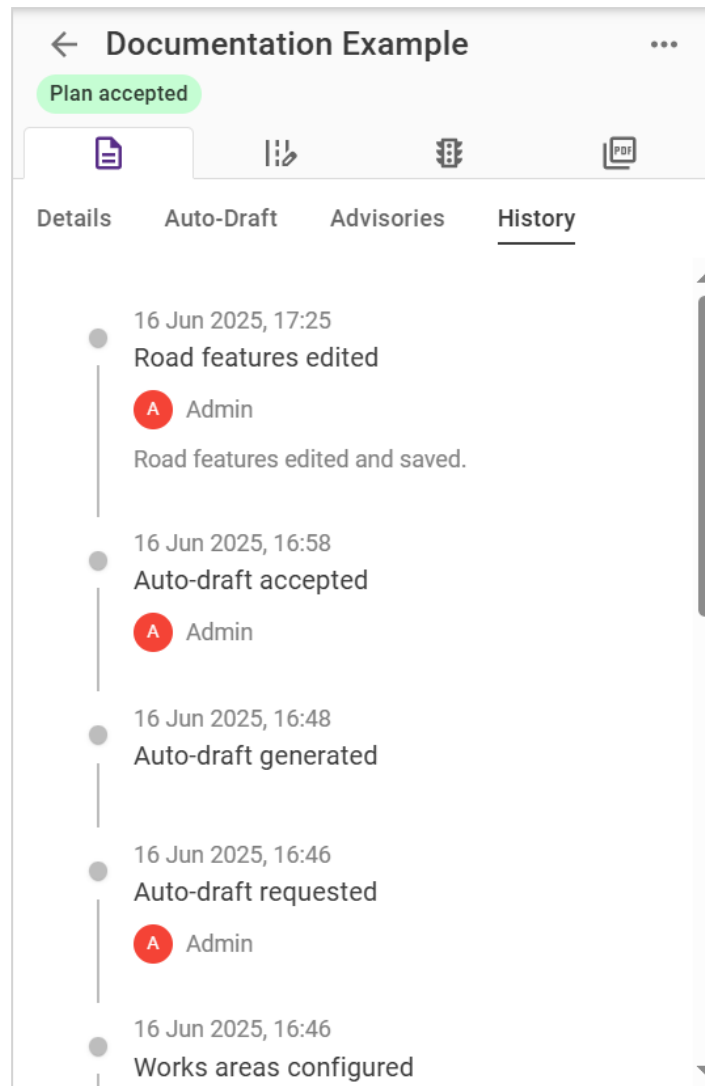 Documentation Example
Plan accepted
PDF
Details Auto-Draft Advisories History
16 Jun 2025, 17:25
Road features edited
A Admin
Road features edited and saved.
16 Jun 2025, 16:58
Auto-draft accepted
A Admin
16 Jun 2025, 16:48
Auto-draft generated
16 Jun 2025, 16:46
Auto-draft requested
A Admin
16 Jun 2025, 16:46
Works areas configured